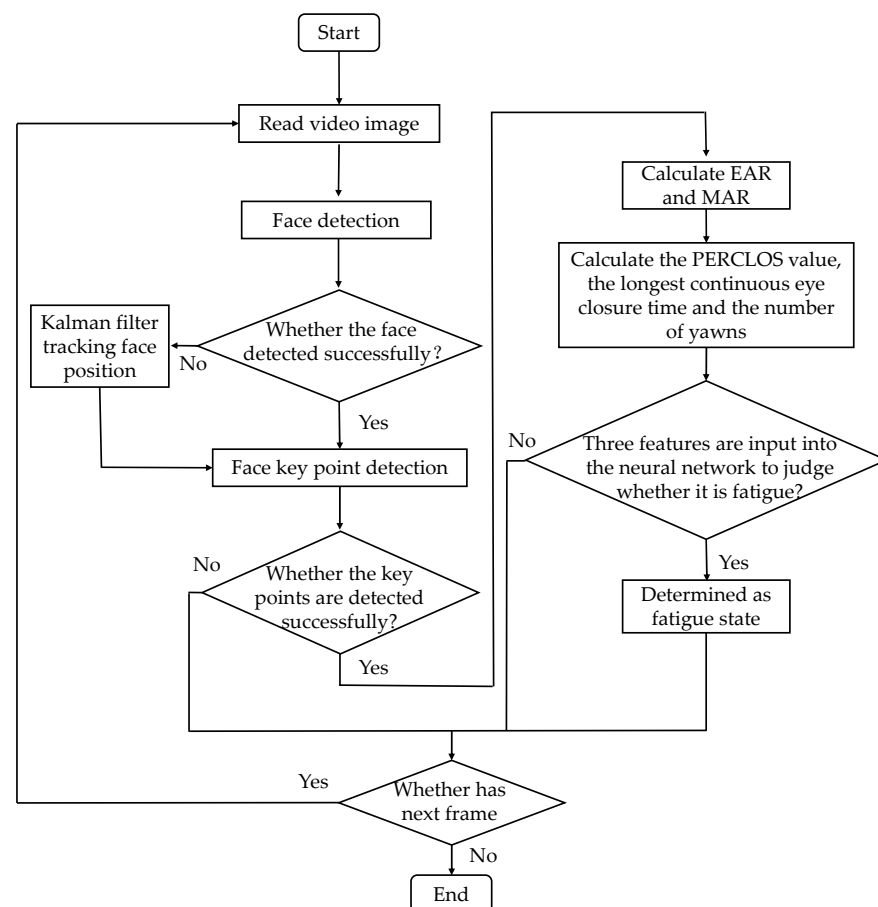 Start
Read video image
Face detection
Whether the face
detected successfully?
No
Kalman filter
tracking face
position
Yes
Face key point detection
No
Whether the key
points are detected
successfully?
Yes
Calculate EAR
and MAR
Calculate the PERCLOS value,
the longest continuous eye
closure time and the number
of yawns
No
Three features are input into
the neural network to judge
whether it is fatigue?
Yes
Determined as
fatigue state
Yes
Whether has
next frame
No
End